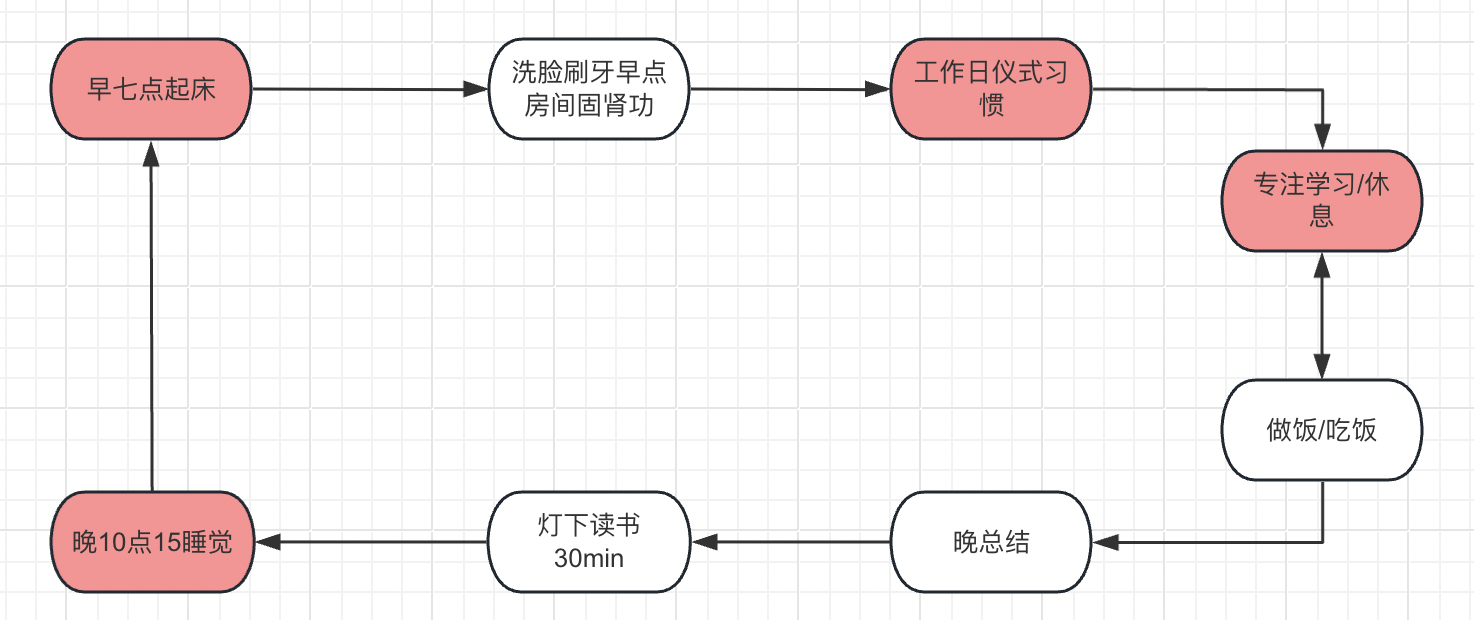 早七点起床
洗脸刷牙早点
房间固肾功
工作日仪式习
惯
专注学习/休
息
做饭/吃饭
晚总结
灯下读书
30min
晚10点15睡觉